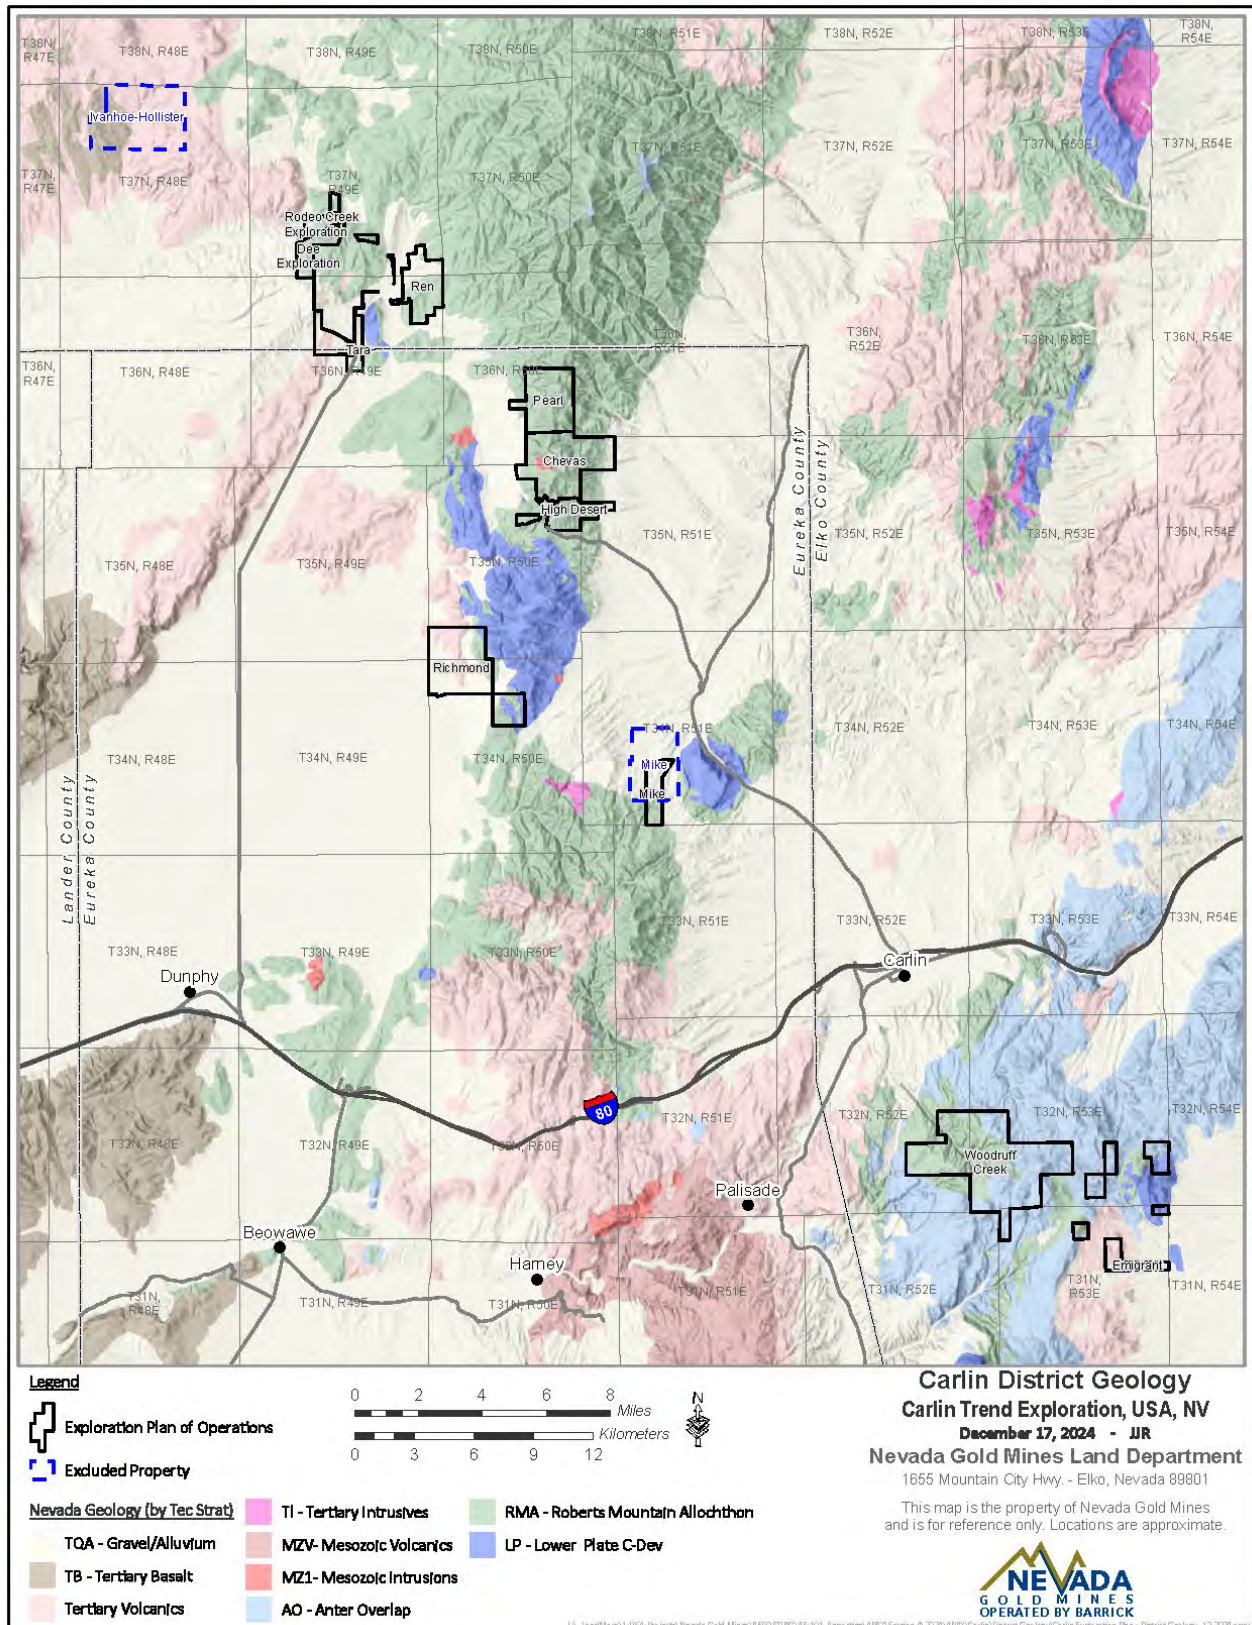 T38N, R47E
T38N, R48E
T38N, R49E
T38N, R50E
T38N, R51E
T38N, R52E
T38N, R53E
T38N, R54E
Ivanhoe-Hollister
T37N, R47E
T37N, R48E
T37N, R49E
T37N, R50E
T37N, R51E
T37N, R52E
T37N, R53E
T37N, R54E
Rodeo Creek
Exploration
Dee
Exploration
Ren
Tara
T36N, R47E
T36N, R48E
T36N, R49E
T36N, R50E
T36N, R51E
T36N, R52E
T36N, R53E
T36N, R54E
Pearl
Chevas
High Desert
Eureka County
Elko County
T35N, R48E
T35N, R49E
T35N, R50E
T35N, R51E
T35N, R52E
T35N, R53E
T35N, R54E
Richmond
T34N, R48E
T34N, R49E
T34N, R50E
T34N, R51E
T34N, R52E
T34N, R53E
T34N, R54E
Mike
Mike
Lander County
Eureka County
T33N, R48E
T33N, R49E
T33N, R50E
T33N, R51E
T33N, R52E
T33N, R53E
T33N, R54E
Dunphy
Carlin
80
T32N, R48E
T32N, R49E
T32N, R50E
T32N, R51E
T32N, R52E
T32N, R53E
T32N, R54E
Woodruff
Creek
Palisade
Beowawe
Harney
Emigrant
T31N, R48E
T31N, R49E
T31N, R50E
T31N, R51E
T31N, R52E
T31N, R53E
T31N, R54E
Legend
Exploration Plan of Operations
Excluded Property
0 2 4 6 8
Miles
Kilometers
0 3 6 9 12
N
Nevada Geology (by Tec Strat)
TQA - Gravel/Alluvium
TB - Tertiary Basalt
Tertiary Volcanics
TI - Tertiary Intrusives
MZV- Mesozoic Volcanics
MZ1- Mesozoic Intrusions
AO - Anter Overlap
RMA - Roberts Mountain Allochthon
LP - Lower Plate C-Dev
Carlin District Geology
Carlin Trend Exploration, USA, NV
December 17, 2024 - JJR
Nevada Gold Mines Land Department
1655 Mountain City Hwy. - Elko, Nevada 89801
This map is the property of Nevada Gold Mines
and is for reference only. Locations are approximate.
NEVADA
GOLD MINES
OPERATED BY BARRICK